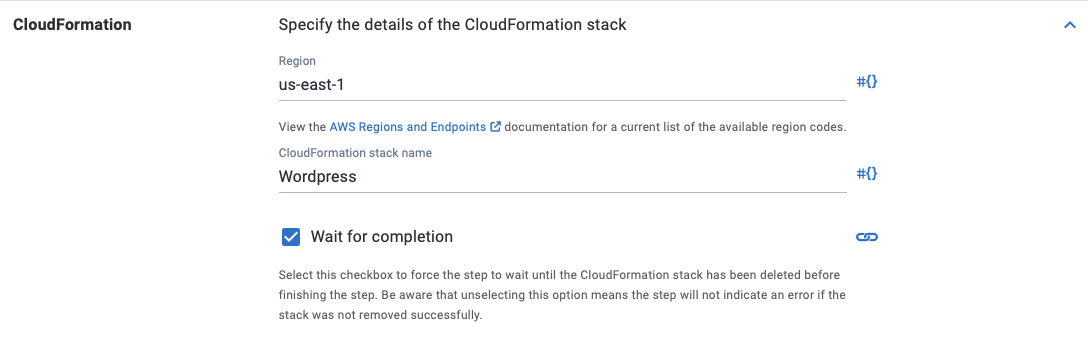 CloudFormation
Specify the details of the CloudFormation stack
Region
us-east-1
#{}
View the AWS Regions and Endpoints documentation for a current list of the available region codes.
CloudFormation stack name
Wordpress
#{}
Wait for completion
Select this checkbox to force the step to wait until the CloudFormation stack has been deleted before
finishing the step. Be aware that unselecting this option means the step will not indicate an error if the
stack was not removed successfully.